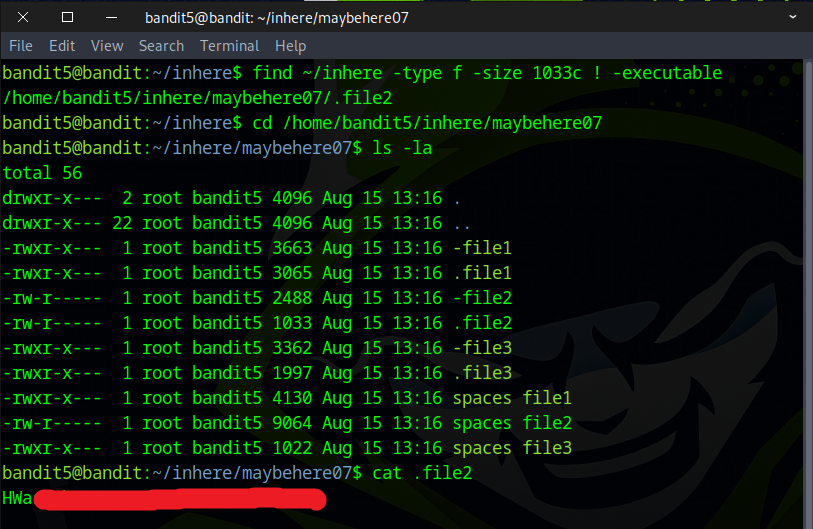 bandit5@bandit: ~/inhere/maybehere07
File Edit View Search Terminal Help
bandit5@bandit:~/inhere$ find ~/inhere -type f -size 1033c ! -executable
/home/bandit5/inhere/maybehere07/.file2
bandit5@bandit:~/inhere$ cd /home/bandit5/inhere/maybehere07
bandit5@bandit:~/inhere/maybehere07$ ls -la
total 56
drwxr-x---  2 root bandit5 4096 Aug 15 13:16 .
drwxr-x--- 22 root bandit5 4096 Aug 15 13:16 ..
-rwxr-x---  1 root bandit5 3663 Aug 15 13:16 -file1
-rwxr-x---  1 root bandit5 3065 Aug 15 13:16 .file1
-rw-r-----  1 root bandit5 2488 Aug 15 13:16 -file2
-rw-r-----  1 root bandit5 1033 Aug 15 13:16 .file2
-rwxr-x---  1 root bandit5 3362 Aug 15 13:16 -file3
-rwxr-x---  1 root bandit5 1997 Aug 15 13:16 .file3
-rwxr-x---  1 root bandit5 4130 Aug 15 13:16 spaces file1
-rw-r-----  1 root bandit5 9064 Aug 15 13:16 spaces file2
-rwxr-x---  1 root bandit5 1022 Aug 15 13:16 spaces file3
bandit5@bandit:~/inhere/maybehere07$ cat .file2
HWa